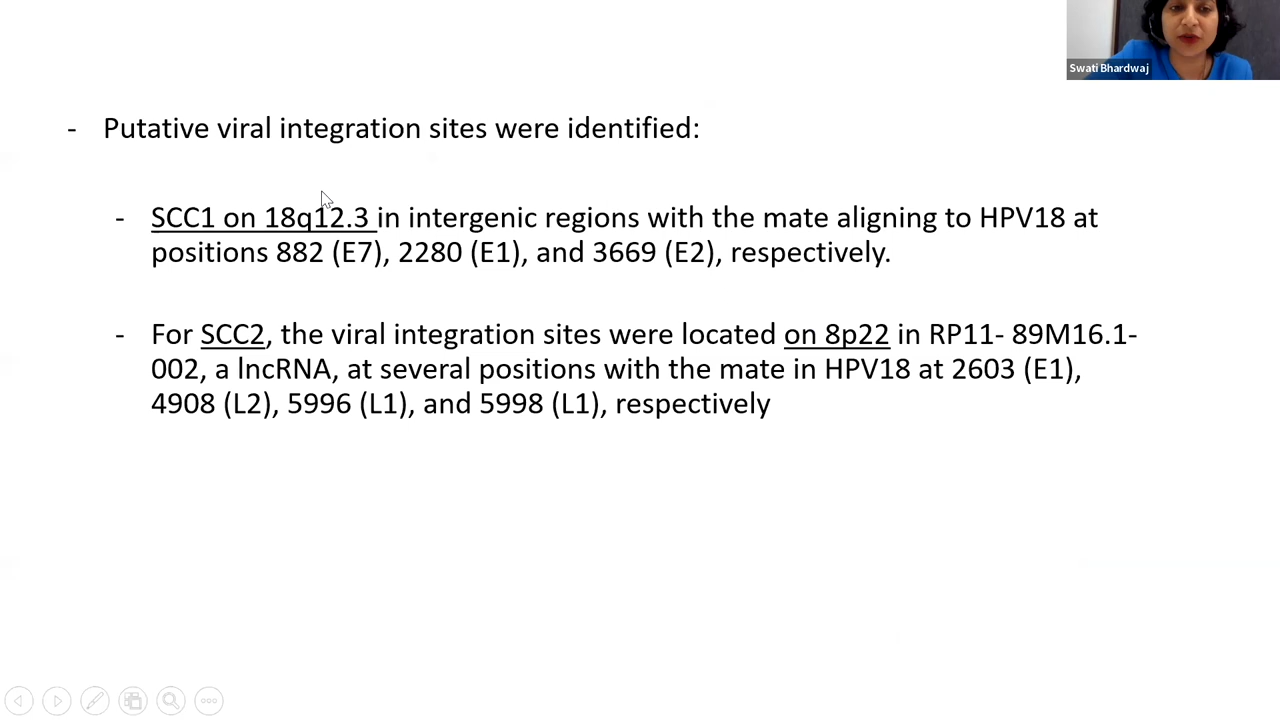 Swati Bhardwaj
- Putative viral integration sites were identified:
- SCC1 on 18q12.3 in intergenic regions with the mate aligning to HPV18 at
positions 882 (E7), 2280 (E1), and 3669 (E2), respectively.
- For SCC2, the viral integration sites were located on 8p22 in RP11- 89M16.1-
002, a lncRNA, at several positions with the mate in HPV18 at 2603 (E1),
4908 (L2), 5996 (L1), and 5998 (L1), respectively